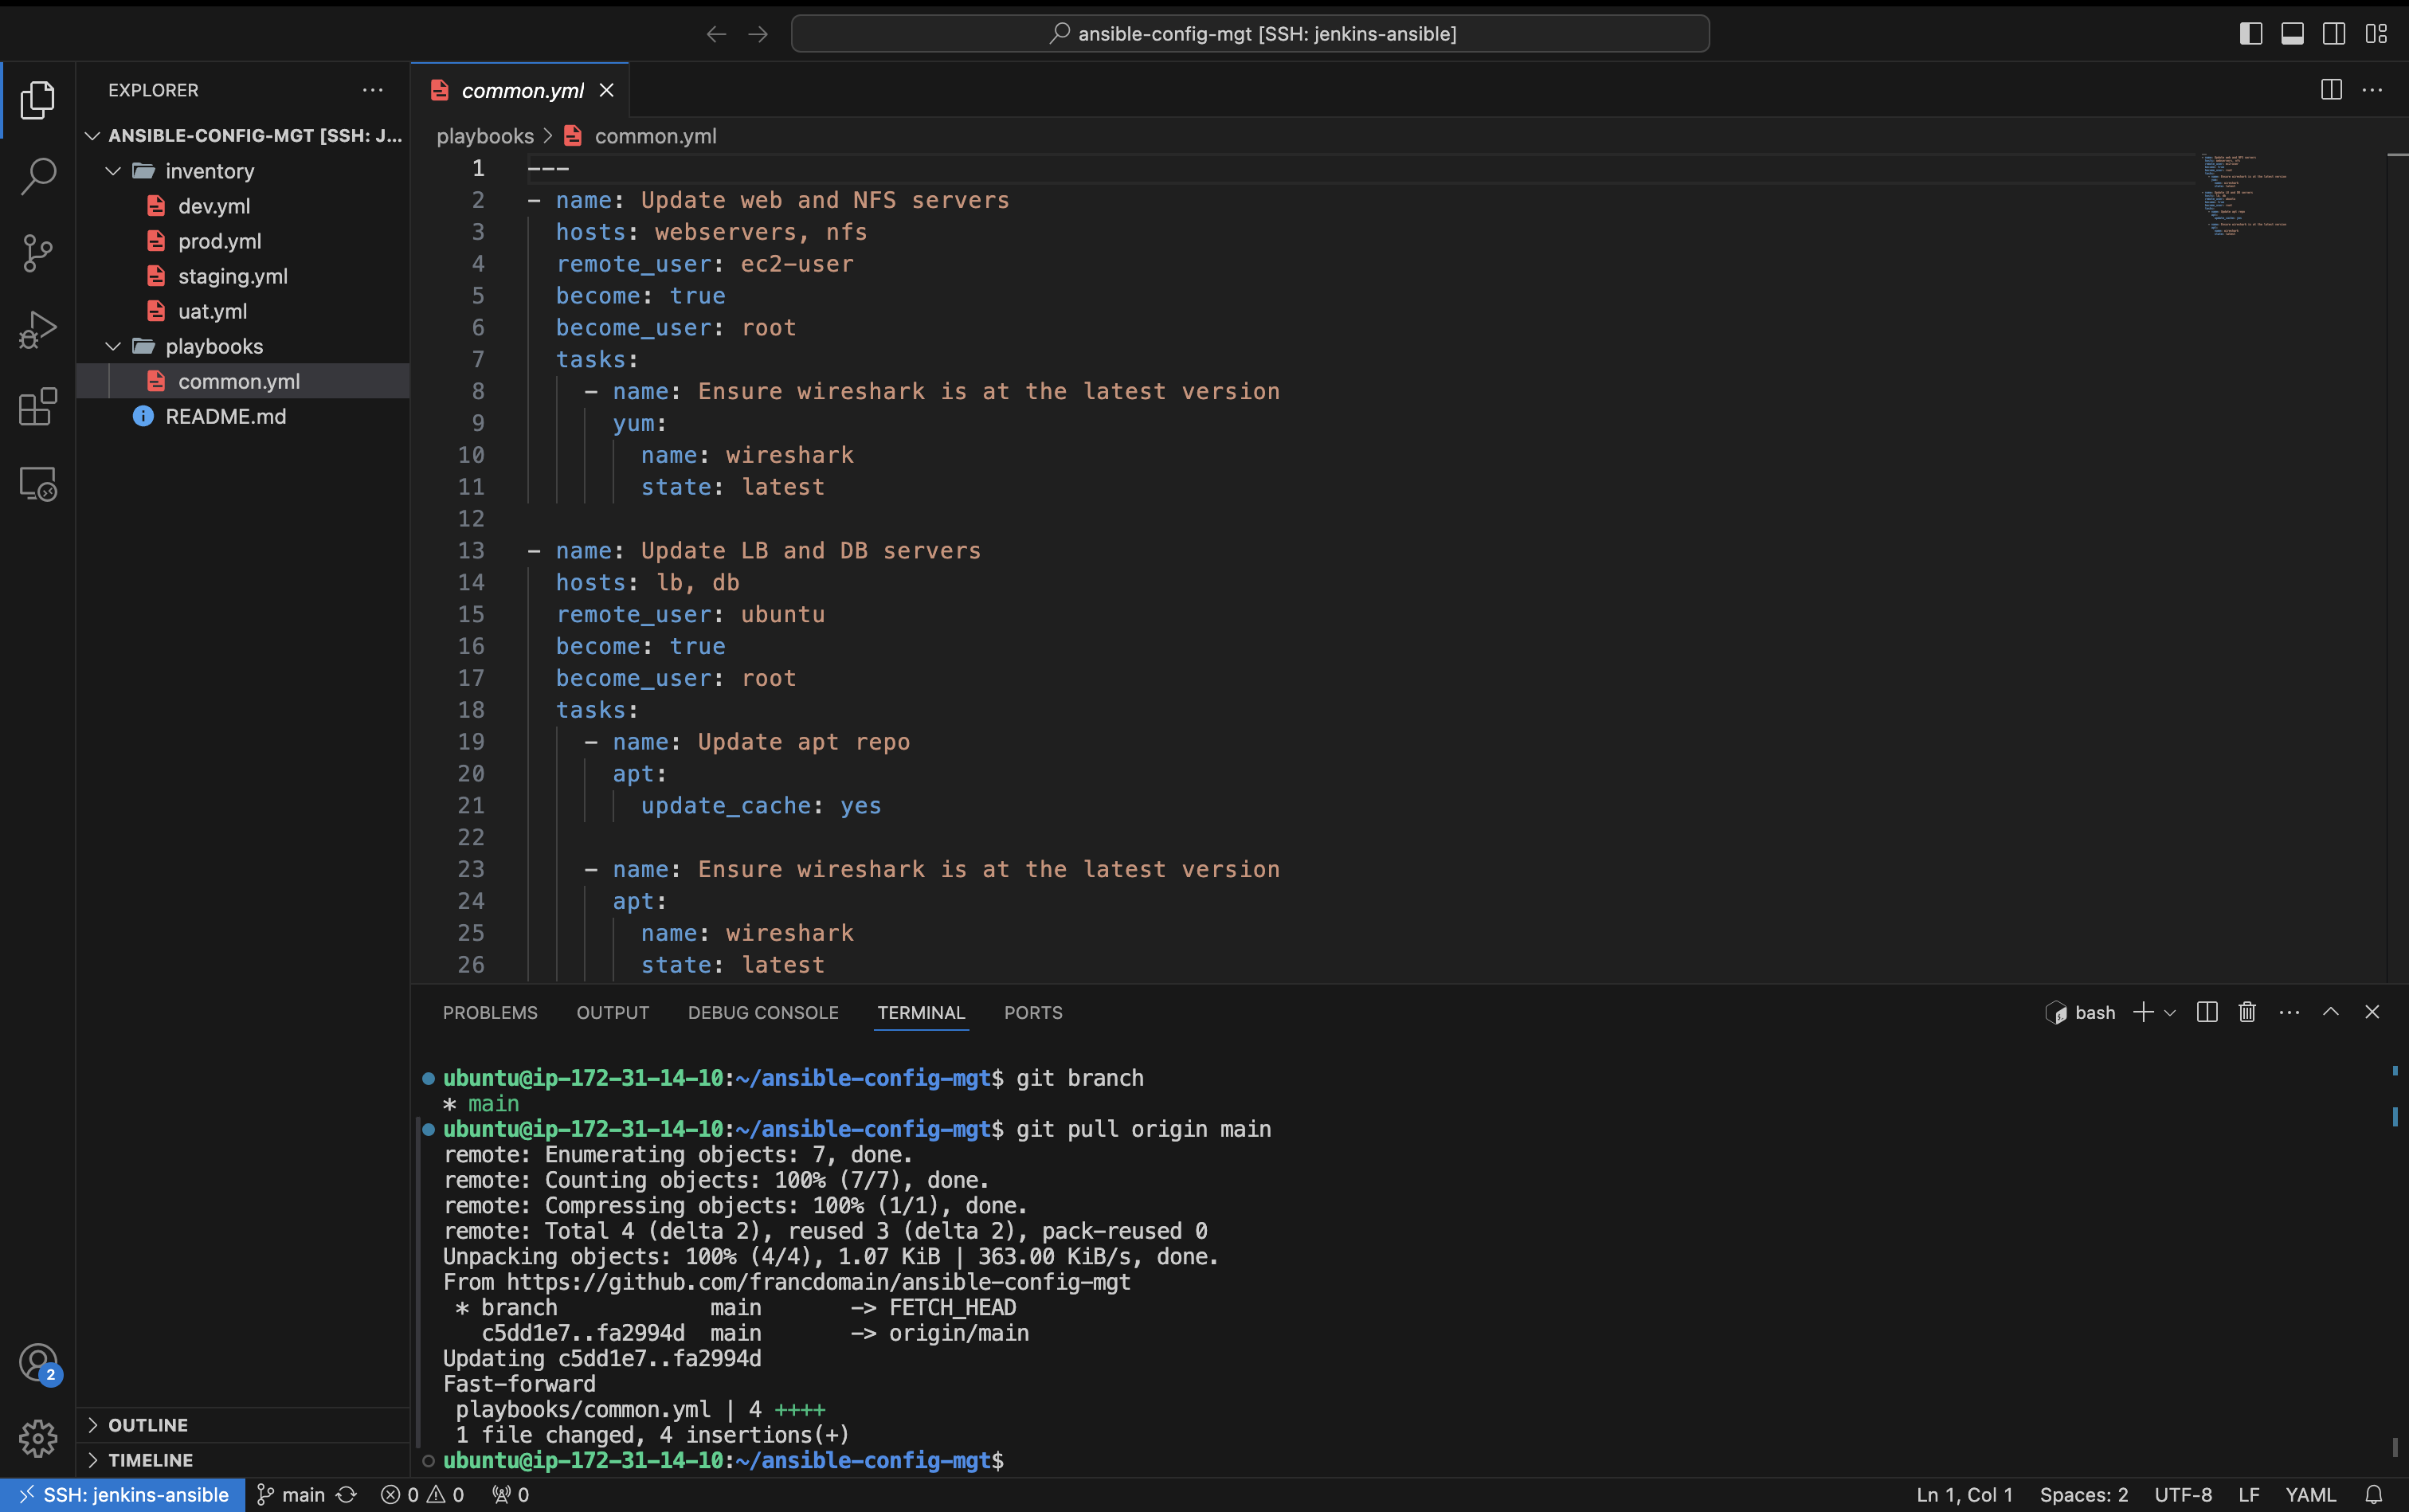 ansible-config-mgt [SSH: jenkins-ansible]
EXPLORER
ANSIBLE-CONFIG-MGT [SSH: J...
inventory
dev.yml
prod.yml
staging.yml
uat.yml
playbooks
common.yml
README.md
OUTLINE
TIMELINE
common.yml
playbooks > common.yml
1 ---
2 - name: Update web and NFS servers
3   hosts: webservers, nfs
4   remote_user: ec2-user
5   become: true
6   become_user: root
7   tasks:
8     - name: Ensure wireshark is at the latest version
9       yum:
10         name: wireshark
11         state: latest
12
13 - name: Update LB and DB servers
14   hosts: lb, db
15   remote_user: ubuntu
16   become: true
17   become_user: root
18   tasks:
19     - name: Update apt repo
20       apt:
21         update_cache: yes
22
23     - name: Ensure wireshark is at the latest version
24       apt:
25         name: wireshark
26         state: latest
PROBLEMS OUTPUT DEBUG CONSOLE TERMINAL PORTS
bash
ubuntu@ip-172-31-14-10:~/ansible-config-mgt$ git branch
* main
ubuntu@ip-172-31-14-10:~/ansible-config-mgt$ git pull origin main
remote: Enumerating objects: 7, done.
remote: Counting objects: 100% (7/7), done.
remote: Compressing objects: 100% (1/1), done.
remote: Total 4 (delta 2), reused 3 (delta 2), pack-reused 0
Unpacking objects: 100% (4/4), 1.07 KiB | 363.00 KiB/s, done.
From https://github.com/francdomain/ansible-config-mgt
 * branch            main       -> FETCH_HEAD
   c5dd1e7..fa2994d  main       -> origin/main
Updating c5dd1e7..fa2994d
Fast-forward
 playbooks/common.yml | 4 ++++
 1 file changed, 4 insertions(+)
ubuntu@ip-172-31-14-10:~/ansible-config-mgt$
2
SSH: jenkins-ansible main 0 0 0 Ln 1, Col 1 Spaces: 2 UTF-8 LF YAML